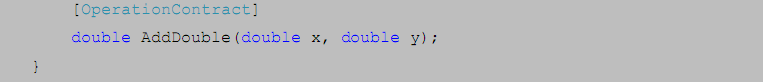 [OperationContract]
double AddDouble(double x, double y);
}